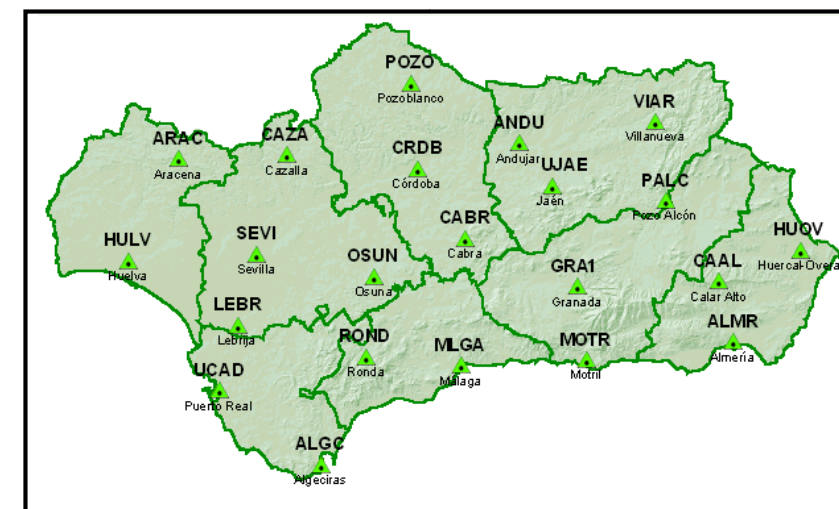 POZO
Pozoblanco
ARAC
Aracena
CAZA
Cazalla
CRDB
Córdoba
ANDU
Andujar
VIAR
Villanueva
UJAE
Jaén
PALC
Pozo Alcón
HULV
Huelva
SEVI
Sevilla
OSUN
Osuna
CABR
Cabra
GRA1
Granada
CAAL
Calar Alto
HUOV
Huercal-Overa
LEBR
Lebrija
ROND
Ronda
MLGA
Málaga
MOTR
Motril
ALMR
Almería
UCAD
Puerto Real
ALGC
Algeciras